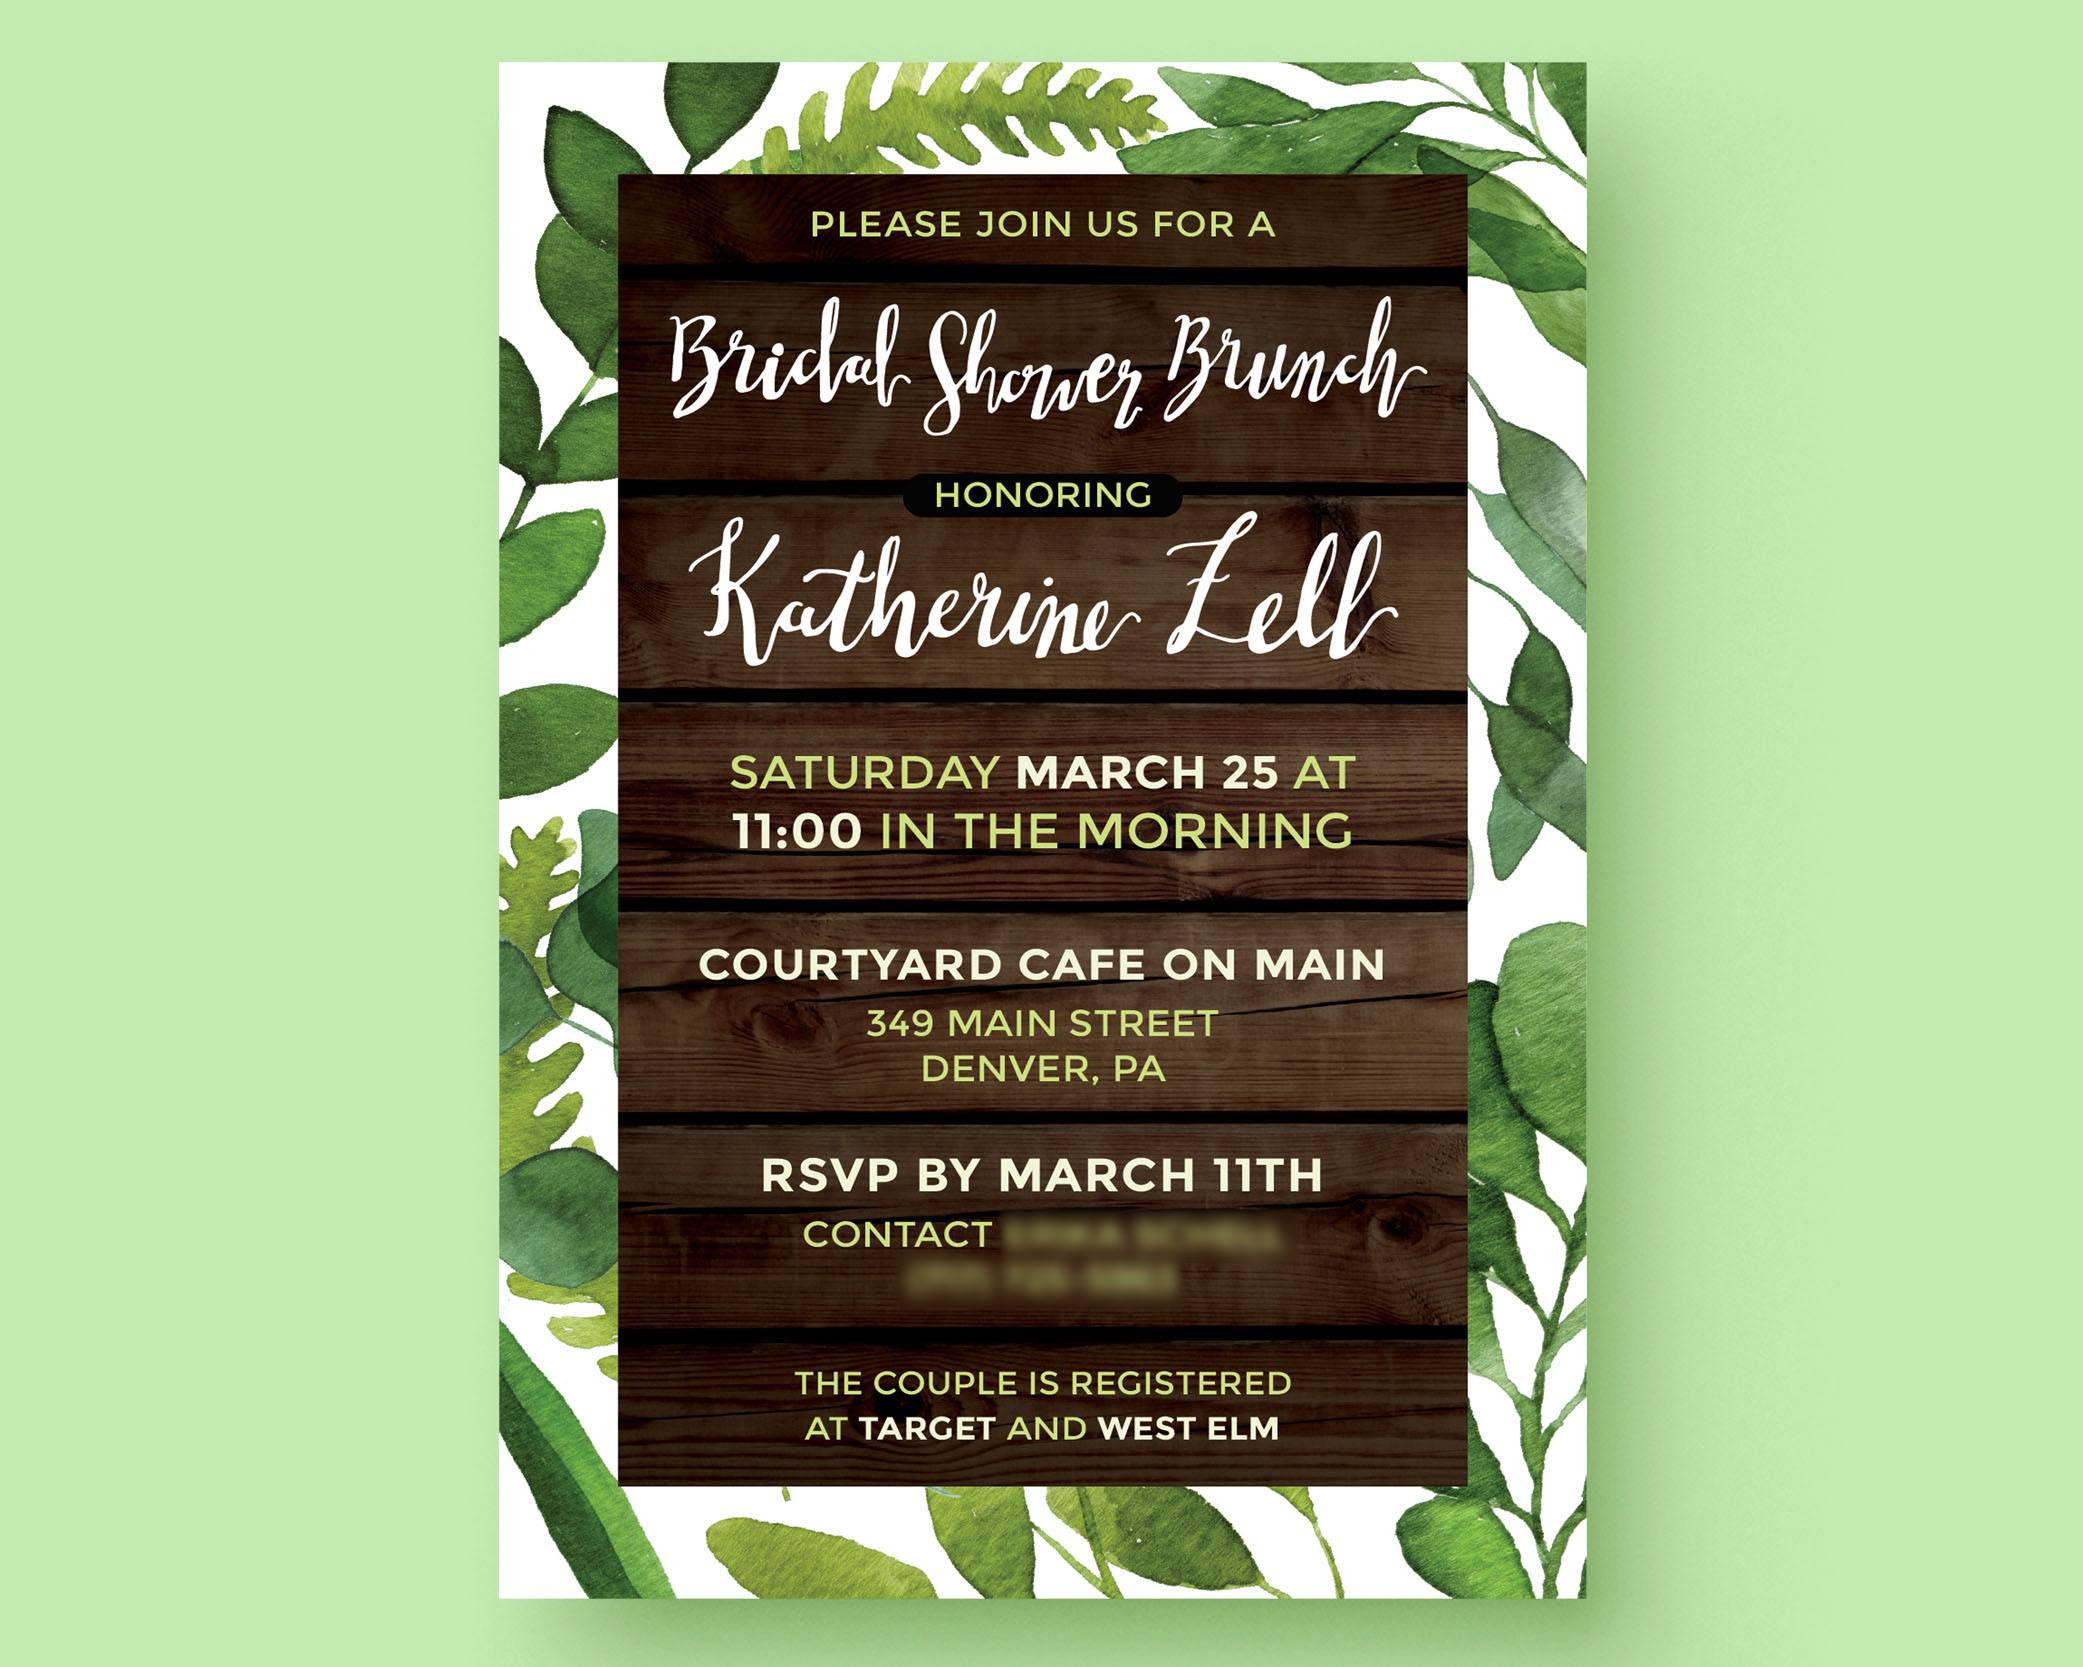 PLEASE JOIN US FOR A
Bridal Shower Brunch
HONORING
Katherine Zell
SATURDAY MARCH 25 AT
11:00 IN THE MORNING
COURTYARD CAFE ON MAIN
349 MAIN STREET
DENVER, PA
RSVP BY MARCH 11TH
CONTACT
THE COUPLE IS REGISTERED
AT TARGET AND WEST ELM